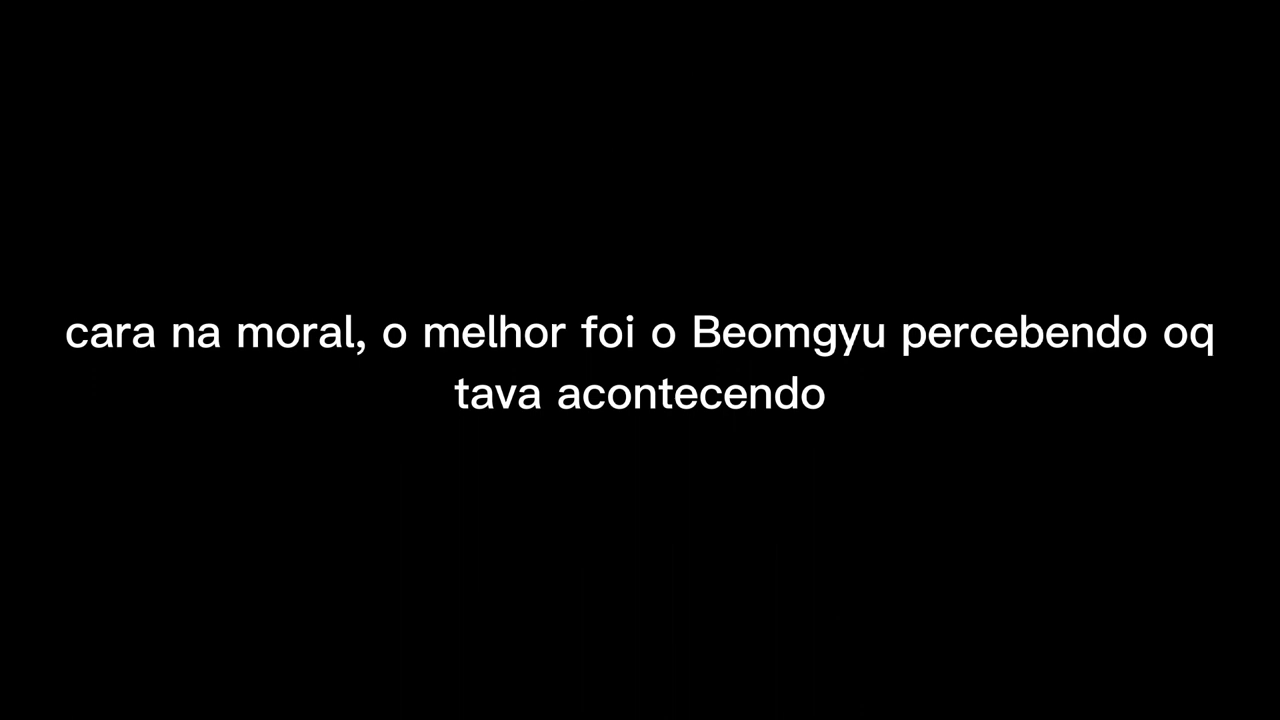 cara na moral, o melhor foi o Beomgyu percebendo oq
tava acontecendo